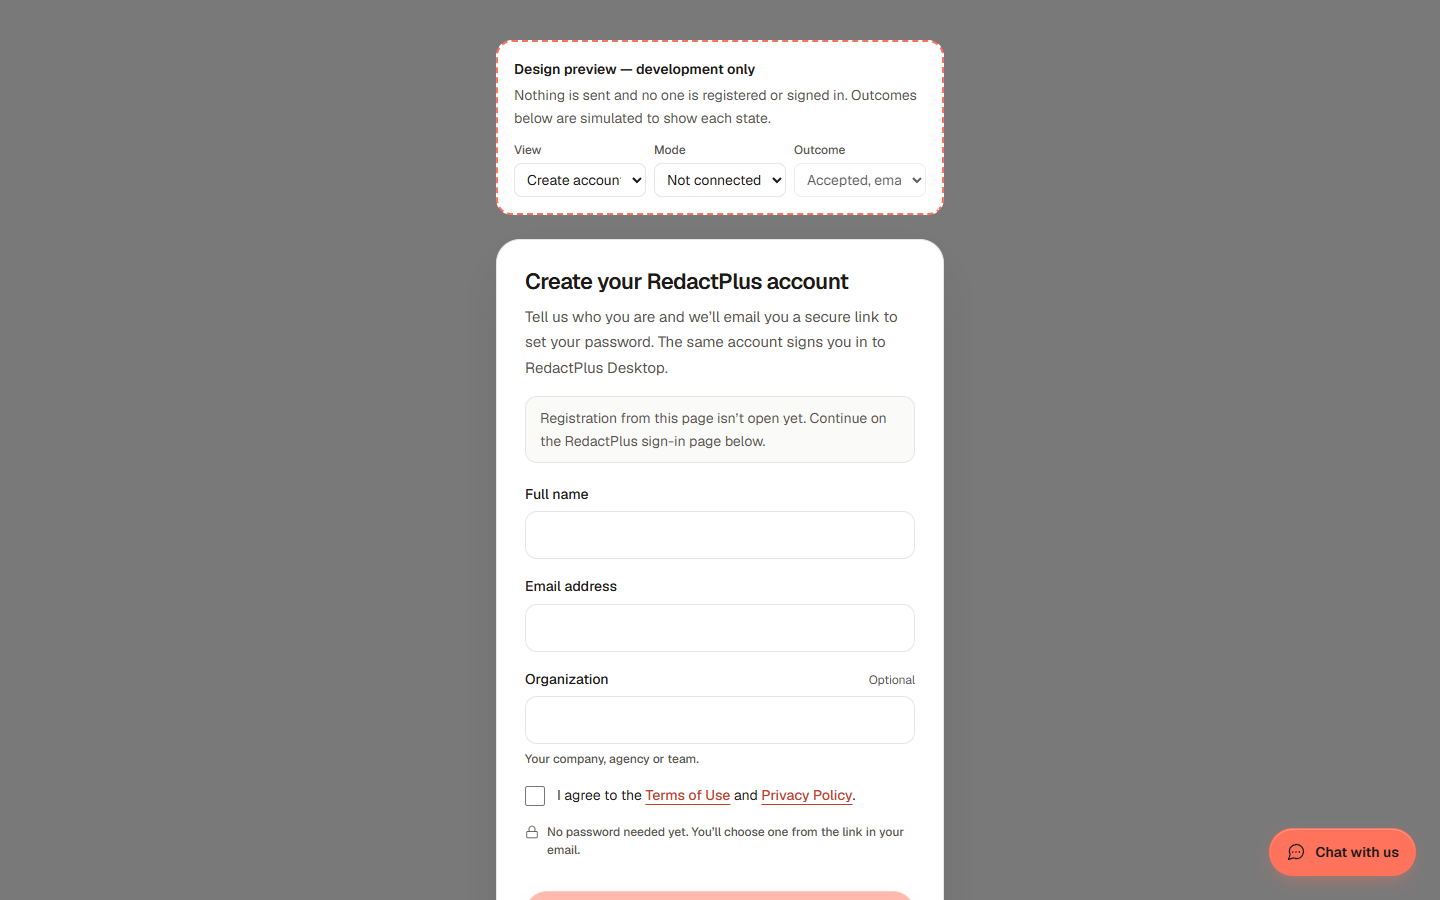 Design preview — development only
Nothing is sent and no one is registered or signed in. Outcomes
below are simulated to show each state.
View Mode Outcome
Create accoun Not connected Accepted, ema
Create your RedactPlus account
Tell us who you are and we’ll email you a secure link to
set your password. The same account signs you in to
RedactPlus Desktop.
Registration from this page isn’t open yet. Continue on
the RedactPlus sign-in page below.
Full name
Email address
Organization Optional
Your company, agency or team.
I agree to the Terms of Use and Privacy Policy.
No password needed yet. You’ll choose one from the link in your
email.
Chat with us